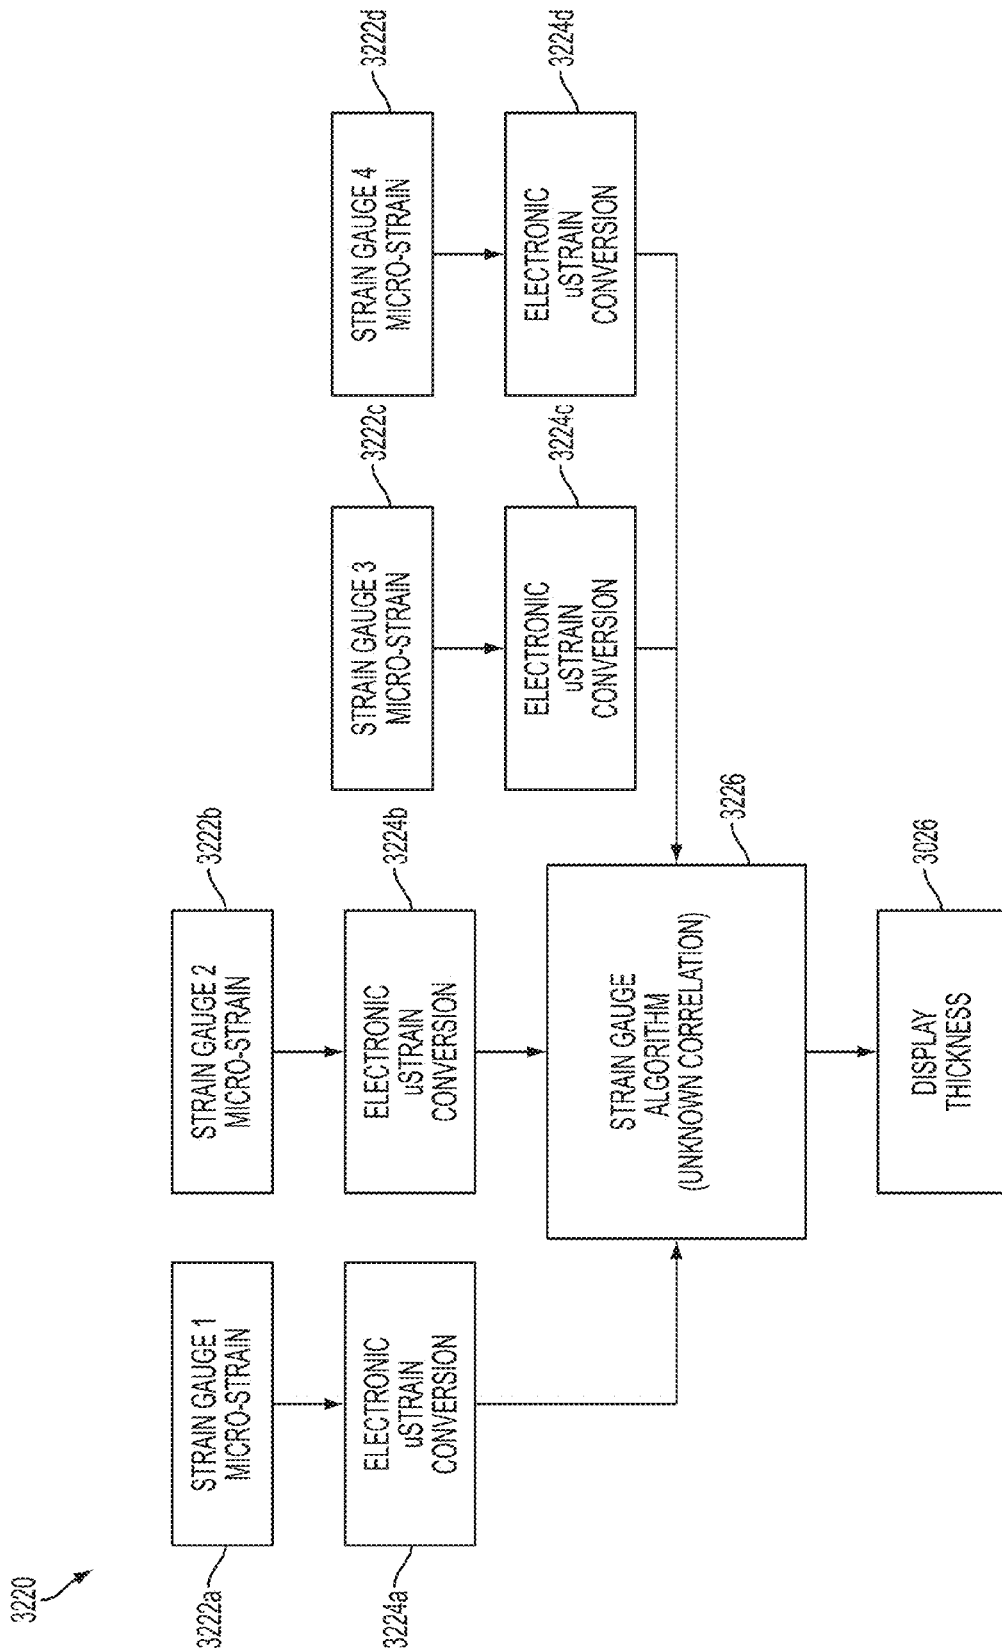 3220
3222a
STRAIN GAUGE 1
MICRO-STRAIN
3224a
ELECTRONIC
uSTRAIN
CONVERSION
3222b
STRAIN GAUGE 2
MICRO-STRAIN
3224b
ELECTRONIC
uSTRAIN
CONVERSION
3222c
STRAIN GAUGE 3
MICRO-STRAIN
3224c
ELECTRONIC
uSTRAIN
CONVERSION
3222d
STRAIN GAUGE 4
MICRO-STRAIN
3224d
ELECTRONIC
uSTRAIN
CONVERSION
3226
STRAIN GAUGE
ALGORITHM
(UNKNOWN CORRELATION)
3026
DISPLAY
THICKNESS